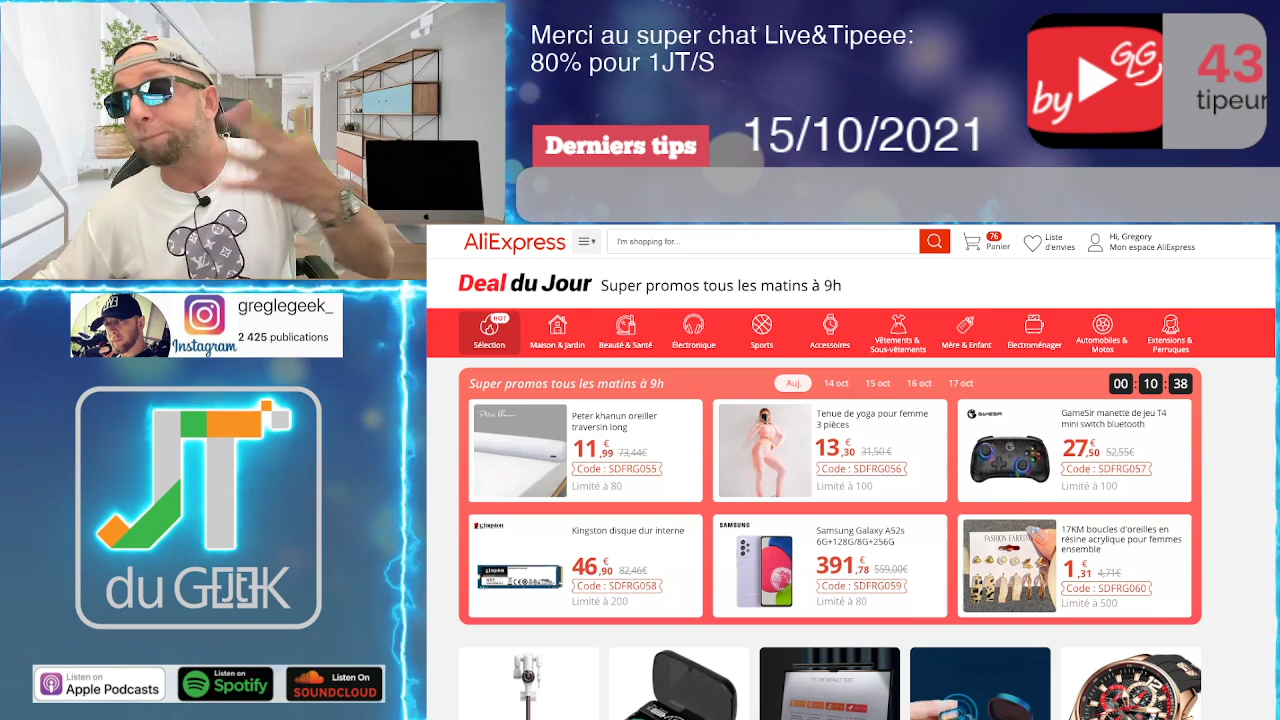 Merci au super chat Live&Tipeee:
80% pour 1JT/S
Derniers tips
15/10/2021
by GLG
43
tipeur
AliExpress
I'm shopping for...
76
Panier
Liste
d'envies
Hi, Gregory
Mon espace AliExpress
Deal du Jour Super promos tous les matins à 9h
HOT
Sélection
Maison & Jardin
Beauté & Santé
Électronique
Sports
Accessoires
Vêtements &
Sous-vêtements
Mère & Enfant
Électroménager
Automobiles &
Motos
Extensions &
Perruques
Super promos tous les matins à 9h
Auj.
14 oct
15 oct
16 oct
17 oct
00 : 10 : 38
Peter khanun
Peter khanun oreiller
traversin long
11,99 € 73,44€
Code : SDFRG055
Limité à 80
Tenue de yoga pour femme
3 pièces
13,30 € 31,50 €
Code : SDFRG056
Limité à 100
GAMESIR
GameSir manette de jeu T4
mini switch bluetooth
27,50 € 52,55€
Code : SDFRG057
Limité à 100
Kingston
Kingston disque dur interne
46,90 € 82,46€
Code : SDFRG058
Limité à 200
SAMSUNG
Samsung Galaxy A52s
6G+128G/8G+256G
391,78 € 559,00€
Code : SDFRG059
Limité à 80
FASHION EARRING
17KM boucles d'oreilles en
résine acrylique pour femmes
ensemble
1,31 € 4,71€
Code : SDFRG060
Limité à 500
greglegeek_
2 425 publications
Instagram
JT
du GEEK
Listen on
Apple Podcasts
Listen on
Spotify
Listen On
SOUNDCLOUD